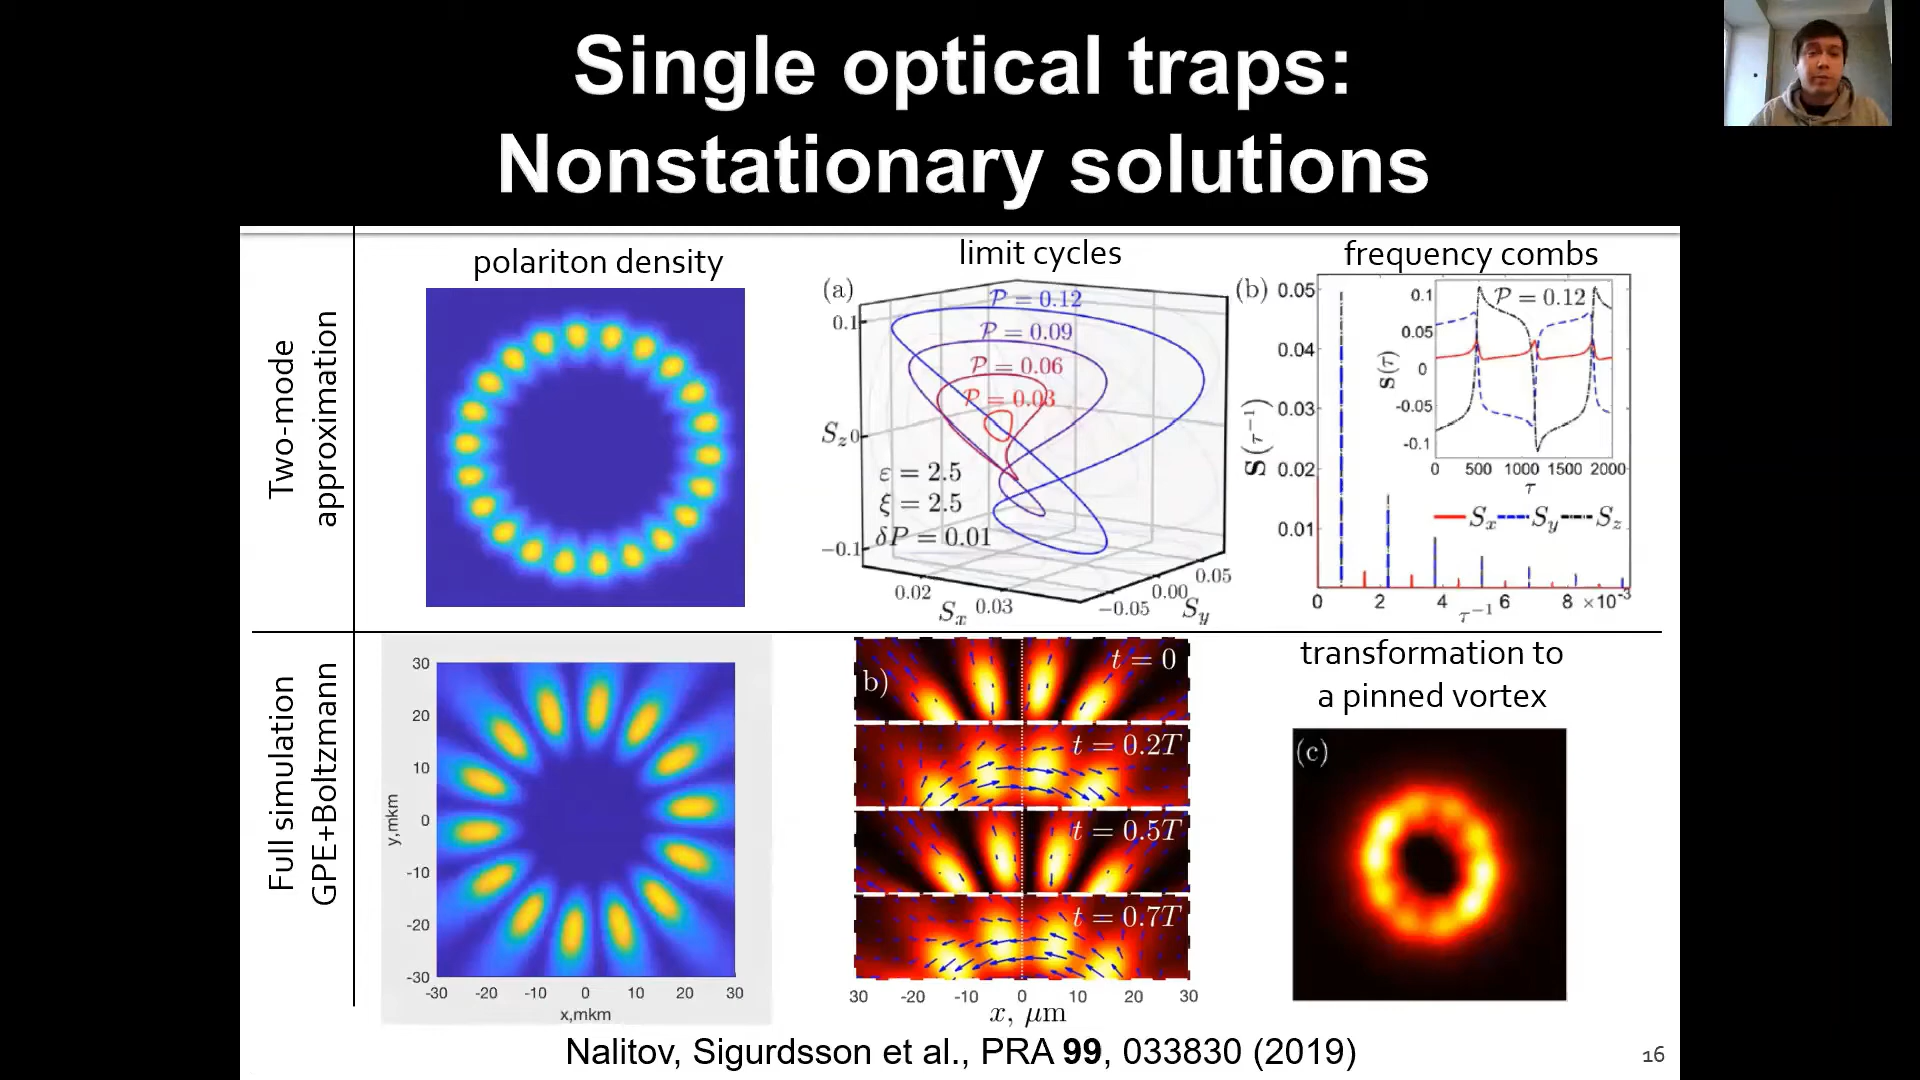 Single optical traps:
Nonstationary solutions
Two-mode
approximation
polariton density
limit cycles
(a)
P = 0.12
P = 0.09
P = 0.06
P = 0.03
0.1
S_z 0
−0.1
ε = 2.5
ξ = 2.5
δP = 0.01
0.02
0.03
S_x
−0.05
0.00
0.05
S_y
frequency combs
(b)
0.05
0.04
0.03
0.02
0.01
S(τ⁻¹)
P = 0.12
0.1
0.05
0
-0.05
-0.1
S(τ)
0 500 1000 1500 2000
τ
S_x S_y S_z
0 2 4 6 8 ×10⁻³
τ⁻¹
Full simulation
GPE+Boltzmann
30
20
10
0
-10
-20
-30
y,mkm
-30 -20 -10 0 10 20 30
x,mkm
b)
t = 0
t = 0.2T
t = 0.5T
t = 0.7T
30 -20 -10 0 10 20 30
x, μm
transformation to
a pinned vortex
(c)
Nalitov, Sigurdsson et al., PRA 99, 033830 (2019)
16